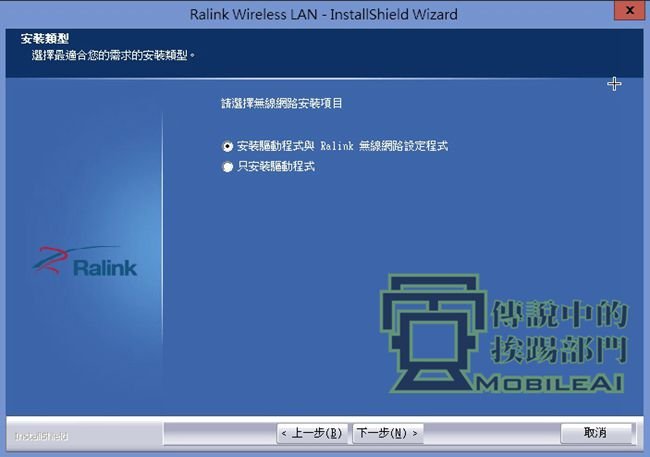 Ralink Wireless LAN - InstallShield Wizard
x
安裝類型
選擇最適合您的需求的安裝類型。
請選擇無線網路安裝項目
安裝驅動程式與 Ralink 無線網路設定程式
只安裝驅動程式
Ralink
傳說中的
挨踢部門
MOBILEAI
InstallShield
< 上一步(B)
下一步(N) >
取消